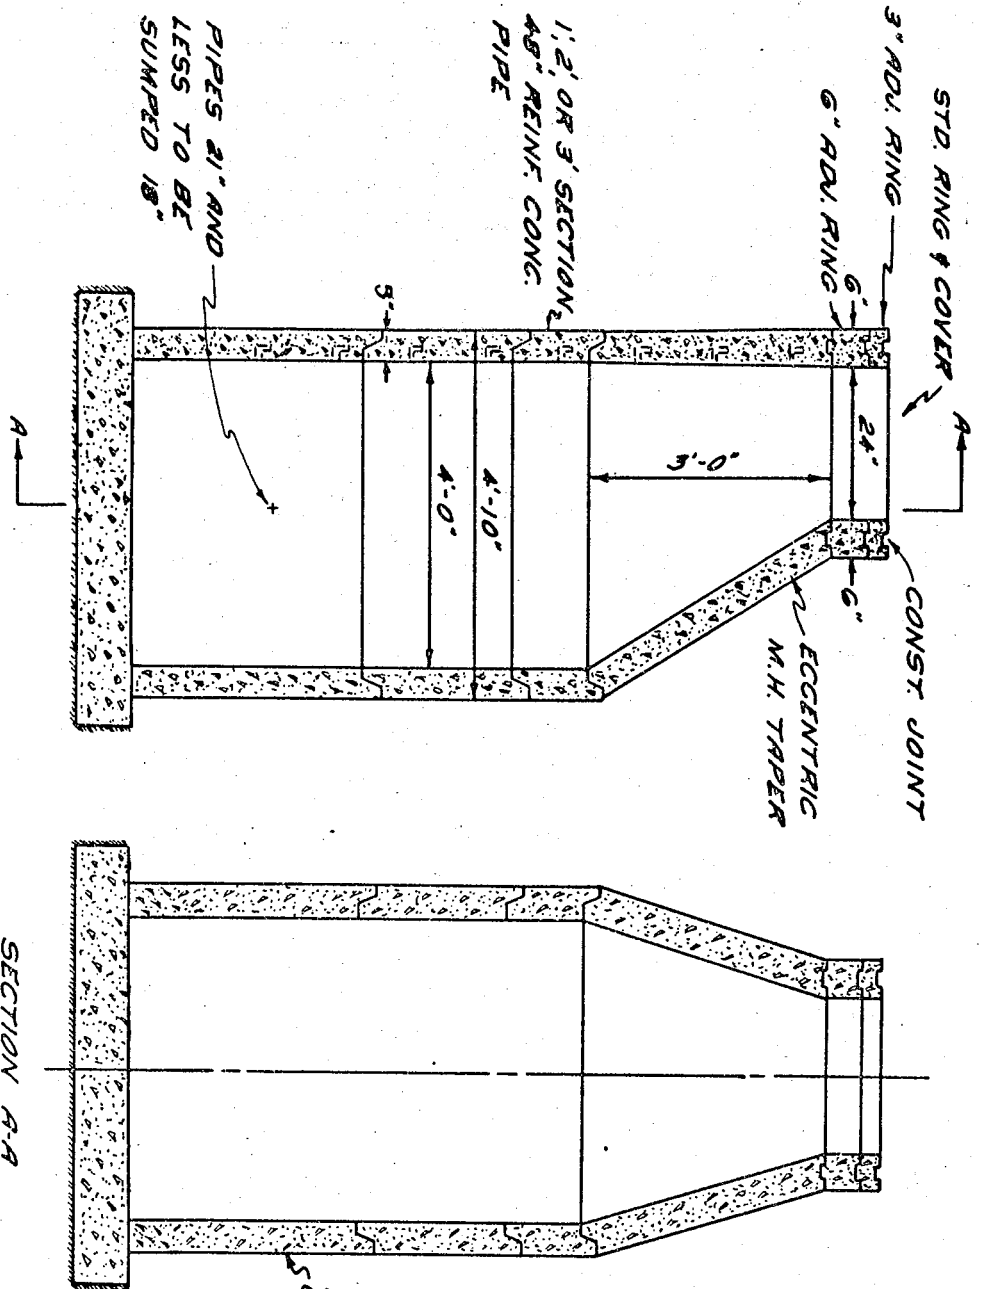 STD. RING & COVER
3" ADJ. RING
6" ADJ. RING
6"
24"
6"
A
CONST. JOINT
ECCENTRIC
M.H. TAPER
3'-0"
1', 2', OR 3' SECTION
48" REINF. CONC.
PIPE
5"
4'-10"
4'-0"
PIPES 21" AND
LESS TO BE
SUMPED 18"
A
SECTION A-A